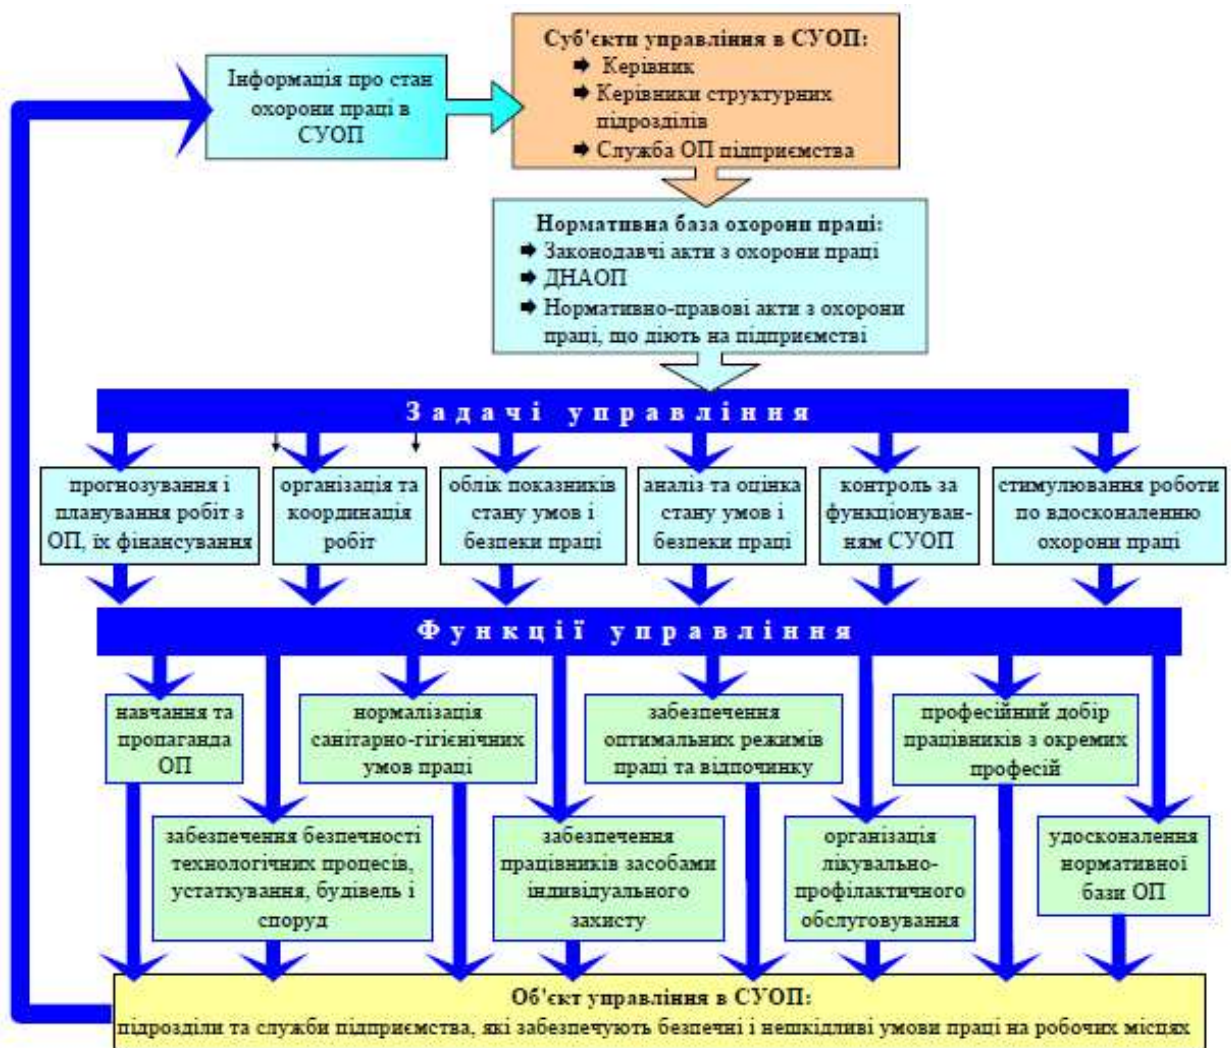 Інформація про стан
охорони праці в
СУОП
Суб'єкти управління в СУОП:
Керівник
Керівники структурних
підрозділів
Служба ОП підприємства
Нормативна база охорони праці:
Законодавчі акти з охорони праці
ДНАОП
Нормативно-правові акти з охорони
праці, що діють на підприємстві
Задачі управління
прогнозування і
планування робіт з
ОП, їх фінансування
організація та
координація
робіт
облік показників
стану умов і
безпеки праці
аналіз та оцінка
стану умов і
безпеки праці
контроль за
функціонуван-
ням СУОП
стимулювання роботи
по вдосконаленню
охорони праці
Функції управління
навчання та
пропаганда
ОП
нормалізація
санітарно-гігієнічних
умов праці
забезпечення
оптимальних режимів
праці та відпочинку
професійний добір
працівників з окремих
професій
забезпечення безпечності
технологічних процесів,
устаткування, будівель і
споруд
забезпечення
працівників засобами
індивідуального
захисту
організація
лікувально-
профілактичного
обслуговування
удосконалення
нормативної
бази ОП
Об'єкт управління в СУОП:
підрозділи та служби підприємства, які забезпечують безпечні і нешкідливі умови праці на робочих місцях